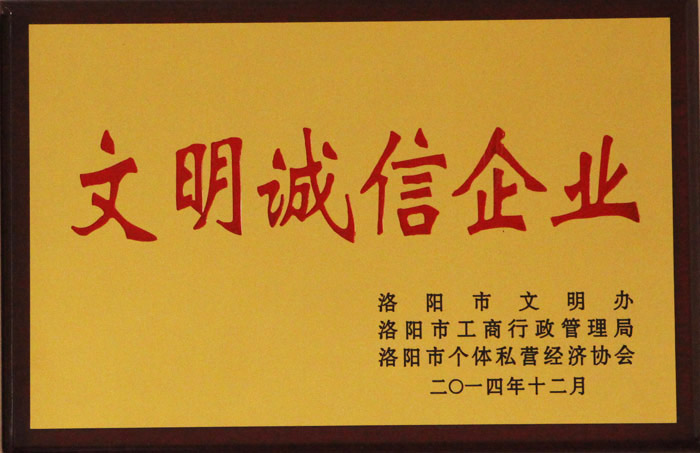 文明诚信企业
洛阳市文明办
洛阳市工商行政管理局
洛阳市个体私营经济协会
二〇一四年十二月